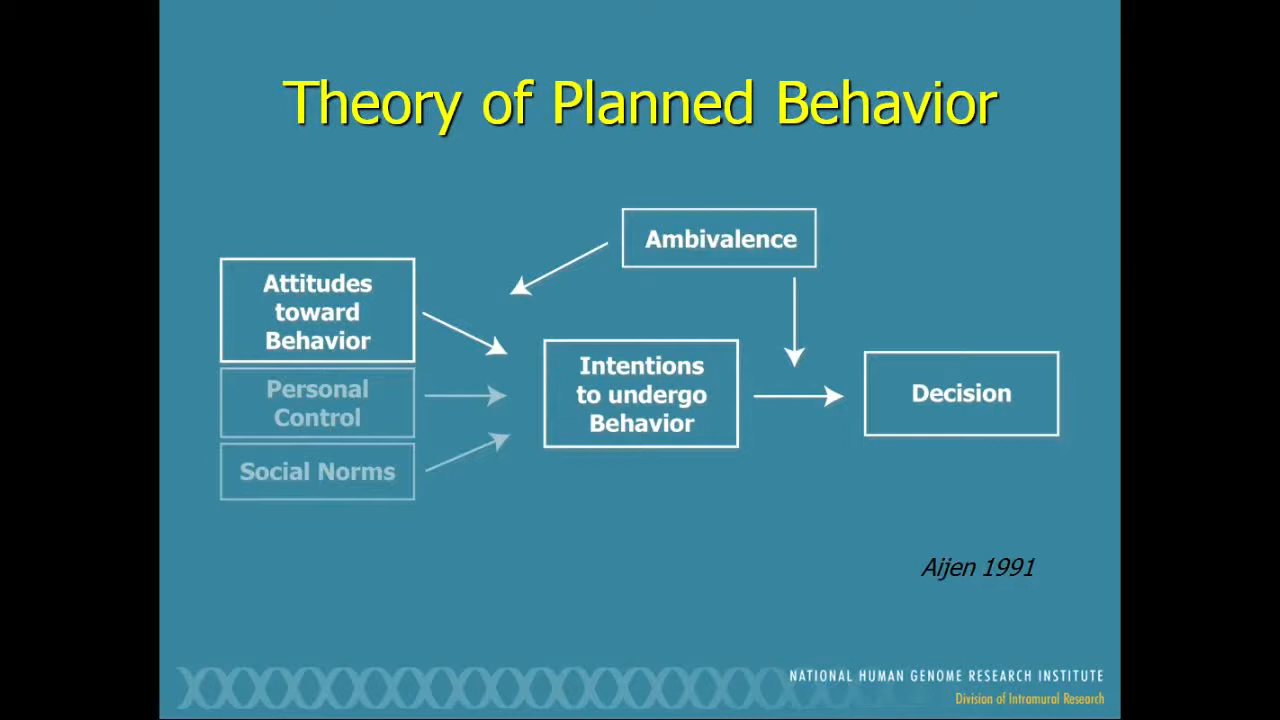 Theory of Planned Behavior
Ambivalence
Attitudes
toward
Behavior
Personal
Control
Social Norms
Intentions
to undergo
Behavior
Decision
Aijen 1991
NATIONAL HUMAN GENOME RESEARCH INSTITUTE
Division of Intramural Research